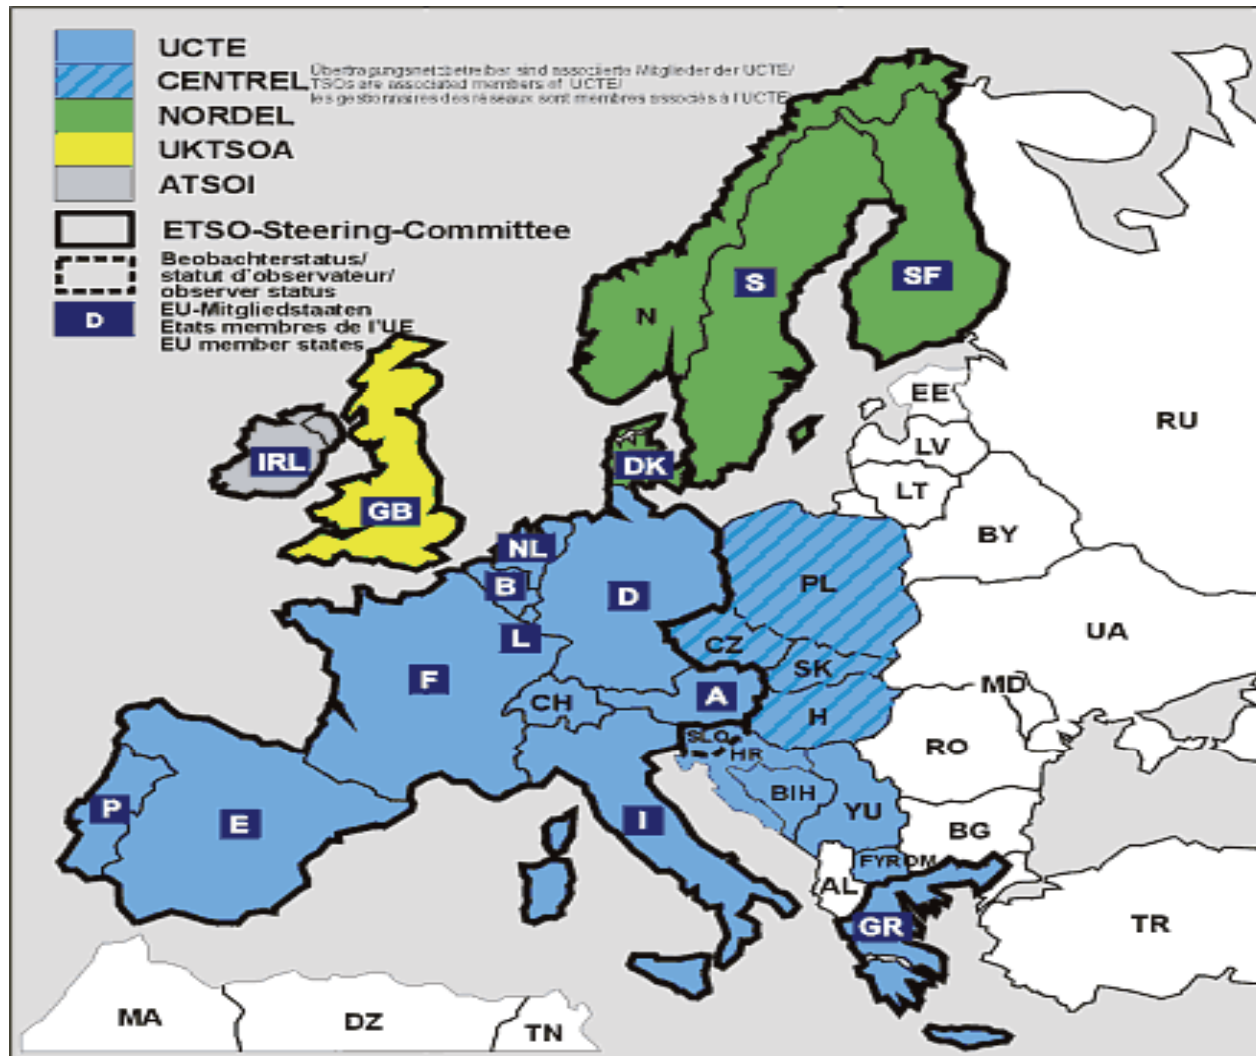 UCTE
CENTREL
Übertragungsnetzbetreiber sind assoziierte Mitglieder der UCTE/
TSOs are associated members of UCTE/
les gestionnaires des réseaux sont membres associés à l'UCTE
NORDEL
UKTSOA
ATSOI
ETSO-Steering-Committee
Beobachterstatus/
statut d'observateur/
observer status
D
EU-Mitgliedstaaten
Etats membres de l'UE
EU member states
N
S
SF
EE
RU
LV
LT
IRL
DK
GB
BY
NL
B
D
PL
UA
L
CZ
SK
MD
F
CH
A
H
SLO
HR
RO
BIH
YU
P
E
I
BG
FYROM
AL
GR
TR
MA
DZ
TN